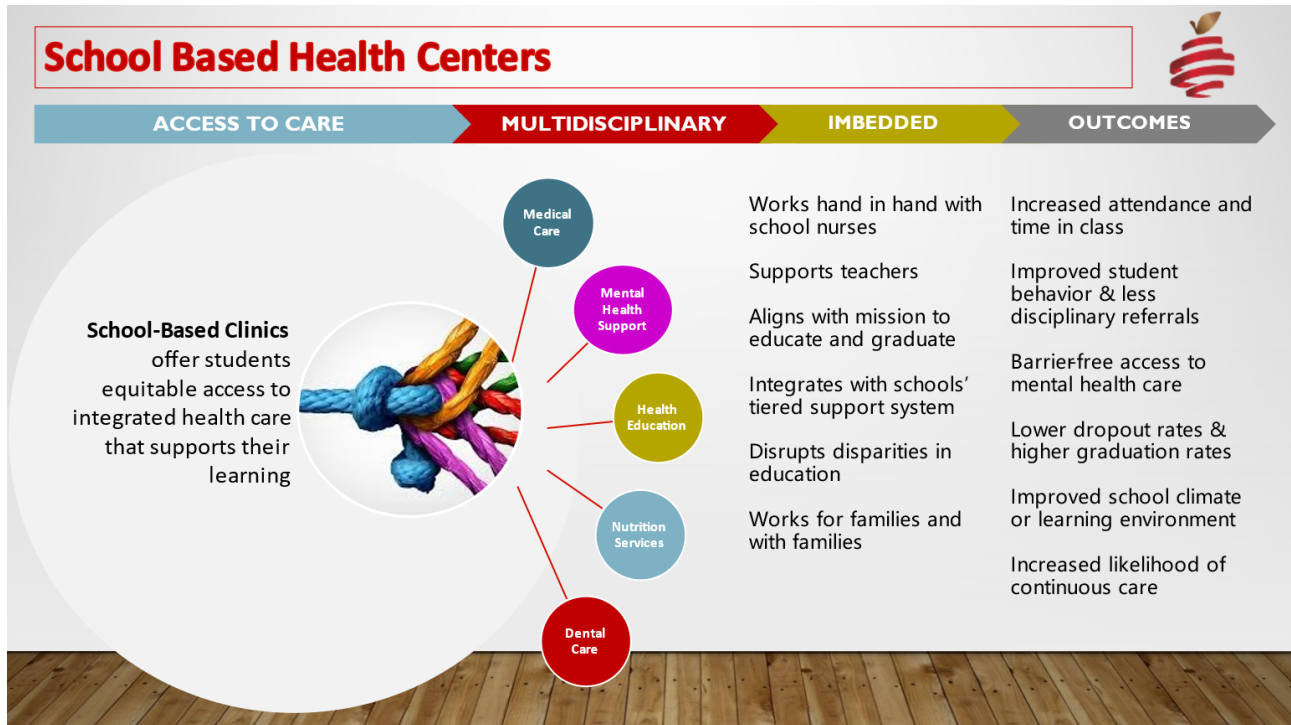 School Based Health Centers
ACCESS TO CARE
MULTIDISCIPLINARY
IMBEDDED
OUTCOMES
School-Based Clinics
offer students
equitable access to
integrated health care
that supports their
learning
Medical
Care
Mental
Health
Support
Health
Education
Nutrition
Services
Dental
Care
Works hand in hand with
school nurses
Supports teachers
Aligns with mission to
educate and graduate
Integrates with schools'
tiered support system
Disrupts disparities in
education
Works for families and
with families
Increased attendance and
time in class
Improved student
behavior & less
disciplinary referrals
Barrier-free access to
mental health care
Lower dropout rates &
higher graduation rates
Improved school climate
or learning environment
Increased likelihood of
continuous care